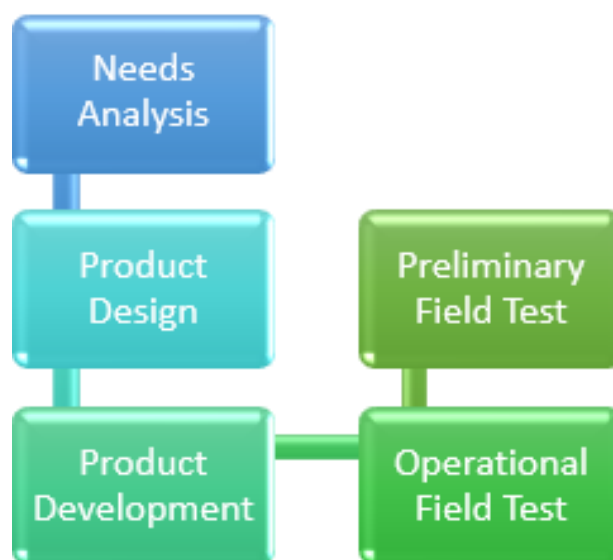 Needs
Analysis
Product
Design
Product
Development
Operational
Field Test
Preliminary
Field Test